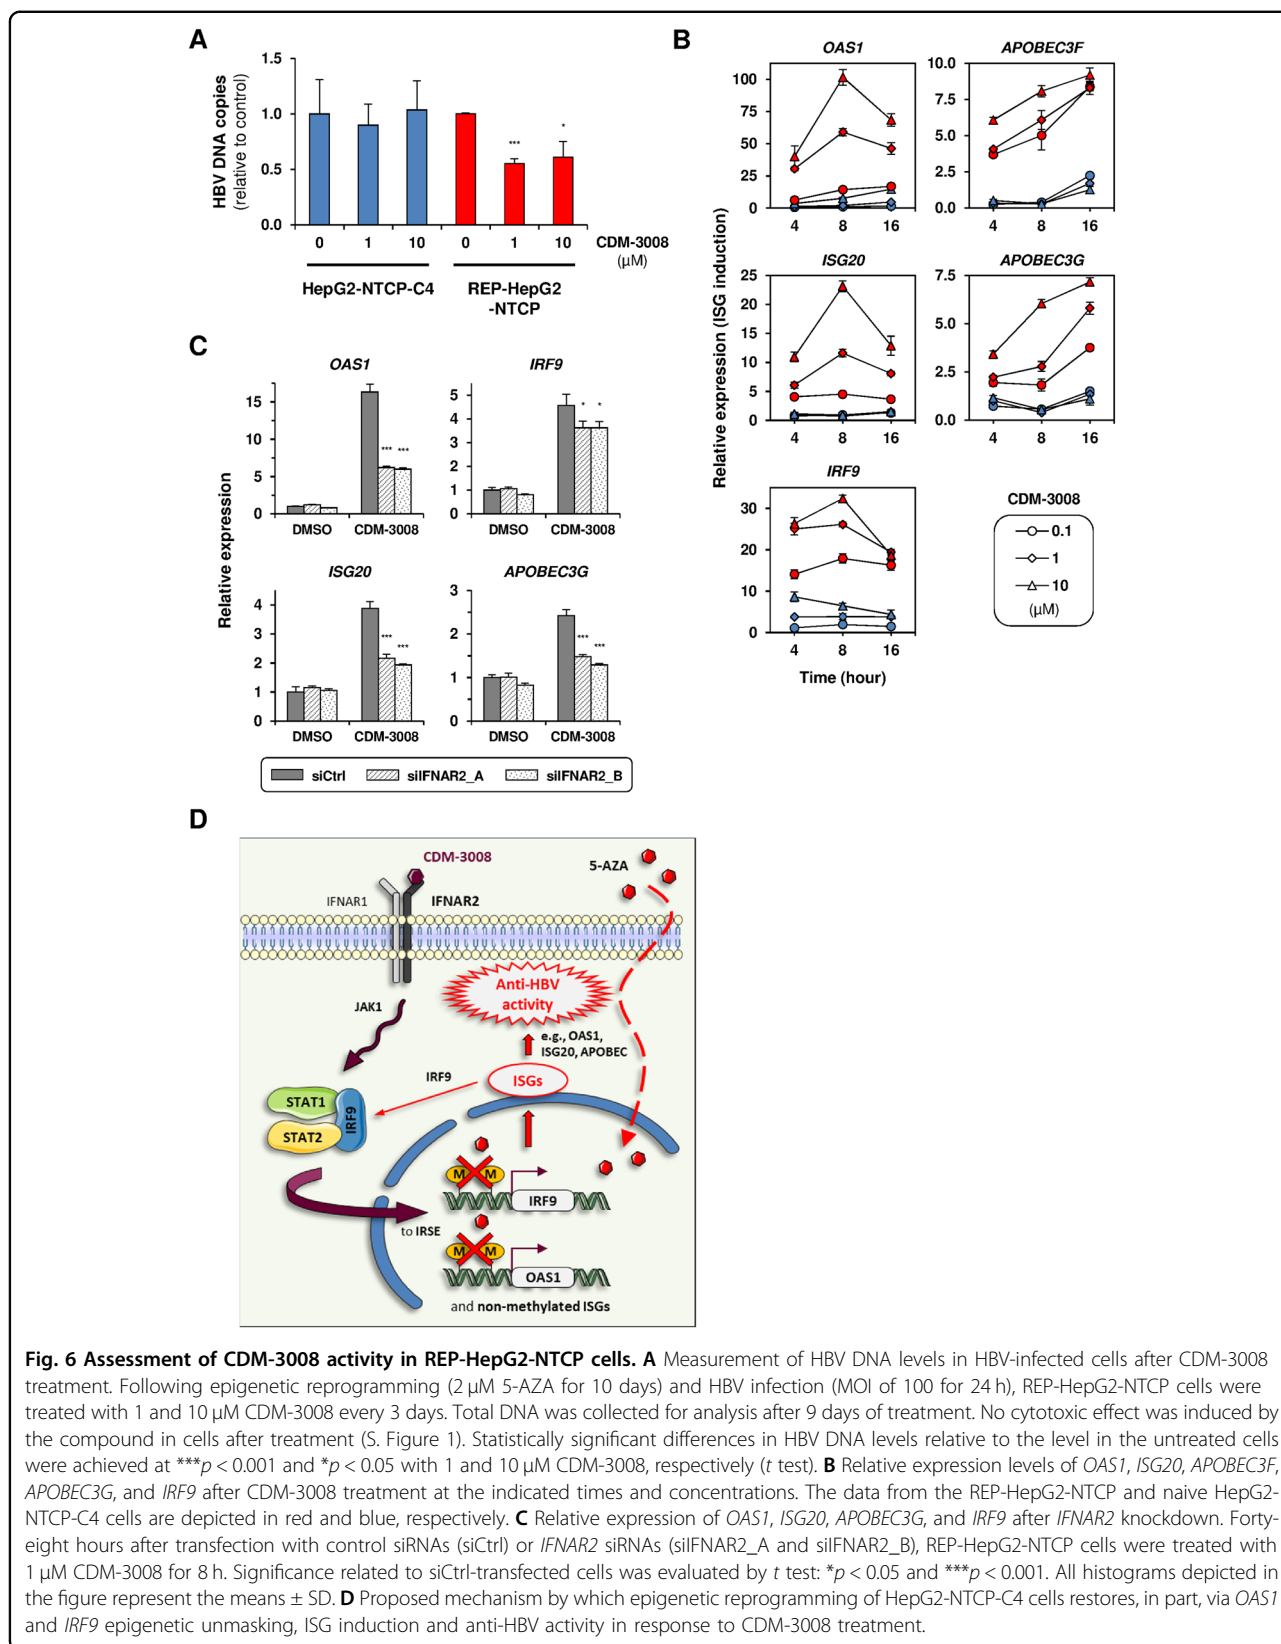 A
HBV DNA copies
(relative to control)
1.5
1.0
0.5
0.0
***
*
0 1 10 0 1 10 CDM-3008
(µM)
HepG2-NTCP-C4
REP-HepG2
-NTCP
B
Relative expression (ISG induction)
OAS1
100
75
50
25
0
4 8 16
APOBEC3F
10.0
7.5
5.0
2.5
0.0
4 8 16
ISG20
25
20
15
10
5
0
4 8 16
APOBEC3G
7.5
5.0
2.5
0.0
4 8 16
IRF9
30
20
10
0
4 8 16
Time (hour)
CDM-3008
0.1
1
10
(µM)
C
Relative expression
OAS1
15
10
5
0
*** ***
DMSO CDM-3008
IRF9
5
4
3
2
1
0
* *
DMSO CDM-3008
ISG20
4
3
2
1
0
***
***
DMSO CDM-3008
APOBEC3G
3
2
1
0
***
***
DMSO CDM-3008
siCtrl siIFNAR2_A siIFNAR2_B
D
CDM-3008
5-AZA
IFNAR1
IFNAR2
Anti-HBV
activity
JAK1
e.g., OAS1,
ISG20, APOBEC
IRF9
ISGs
STAT1
STAT2
IRF9
M M
IRF9
to IRSE
M M
OAS1
and non-methylated ISGs
Fig. 6 Assessment of CDM-3008 activity in REP-HepG2-NTCP cells. A Measurement of HBV DNA levels in HBV-infected cells after CDM-3008
treatment. Following epigenetic reprogramming (2 µM 5-AZA for 10 days) and HBV infection (MOI of 100 for 24 h), REP-HepG2-NTCP cells were
treated with 1 and 10 µM CDM-3008 every 3 days. Total DNA was collected for analysis after 9 days of treatment. No cytotoxic effect was induced by
the compound in cells after treatment (S. Figure 1). Statistically significant differences in HBV DNA levels relative to the level in the untreated cells
were achieved at ***p < 0.001 and *p < 0.05 with 1 and 10 µM CDM-3008, respectively (t test). B Relative expression levels of OAS1, ISG20, APOBEC3F,
APOBEC3G, and IRF9 after CDM-3008 treatment at the indicated times and concentrations. The data from the REP-HepG2-NTCP and naive HepG2-
NTCP-C4 cells are depicted in red and blue, respectively. C Relative expression of OAS1, ISG20, APOBEC3G, and IRF9 after IFNAR2 knockdown. Forty-
eight hours after transfection with control siRNAs (siCtrl) or IFNAR2 siRNAs (siIFNAR2_A and siIFNAR2_B), REP-HepG2-NTCP cells were treated with
1 µM CDM-3008 for 8 h. Significance related to siCtrl-transfected cells was evaluated by t test: *p < 0.05 and ***p < 0.001. All histograms depicted in
the figure represent the means ± SD. D Proposed mechanism by which epigenetic reprogramming of HepG2-NTCP-C4 cells restores, in part, via OAS1
and IRF9 epigenetic unmasking, ISG induction and anti-HBV activity in response to CDM-3008 treatment.